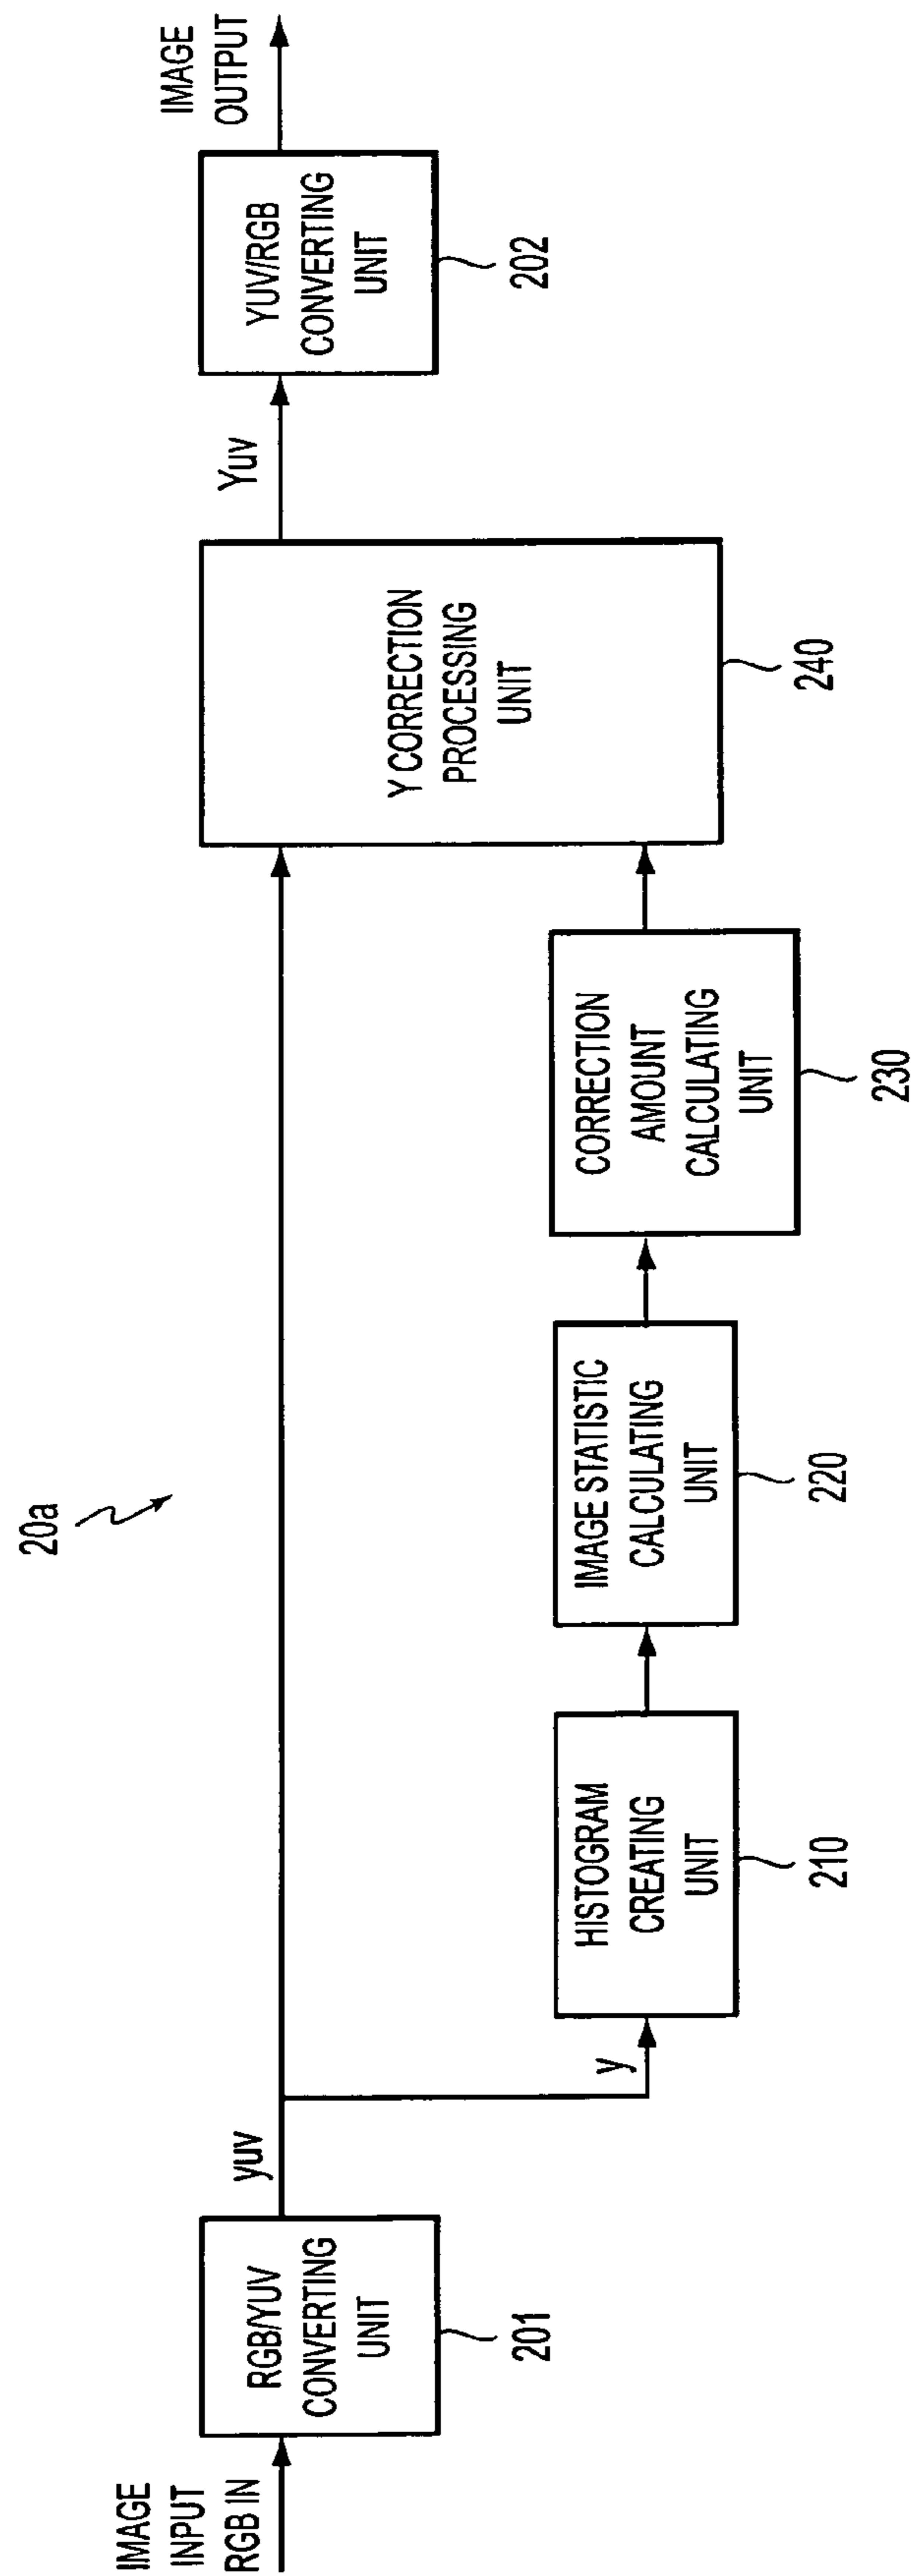 20a
IMAGE
INPUT
RGB IN
RGB/YUV
CONVERTING
UNIT
201
yuv
y
HISTOGRAM
CREATING
UNIT
210
IMAGE STATISTIC
CALCULATING
UNIT
220
CORRECTION
AMOUNT
CALCULATING
UNIT
230
Y CORRECTION
PROCESSING
UNIT
240
Yuv
YUV/RGB
CONVERTING
UNIT
202
IMAGE
OUTPUT